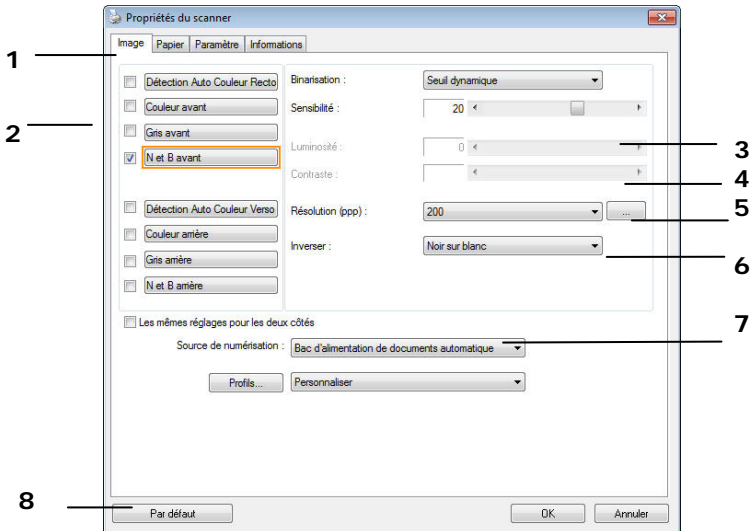 Propriétés du scanner
Image Papier Paramètre Informations
1
Détection Auto Couleur Recto
Binarisation :
Seuil dynamique
Couleur avant
Sensibilité :
20
2
Gris avant
N et B avant
Luminosité :
0
3
Contraste :
4
Détection Auto Couleur Verso
Résolution (ppp) :
200
...
5
Couleur arrière
Inverser :
Noir sur blanc
6
Gris arrière
N et B arrière
Les mêmes réglages pour les deux côtés
7
Source de numérisation :
Bac d'alimentation de documents automatique
Profils...
Personnaliser
8
Par défaut
OK
Annuler